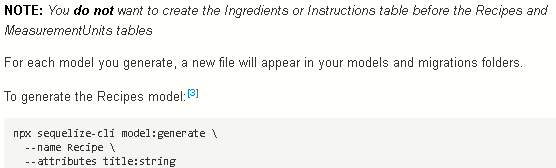 NOTE: You do not want to create the Ingredients or Instructions table before the Recipes and
MeasurementUnits tables
For each model you generate, a new file will appear in your models and migrations folders.
To generate the Recipes model:[3]
npx sequelize-cli model:generate \
--name Recipe \
--attributes title:string